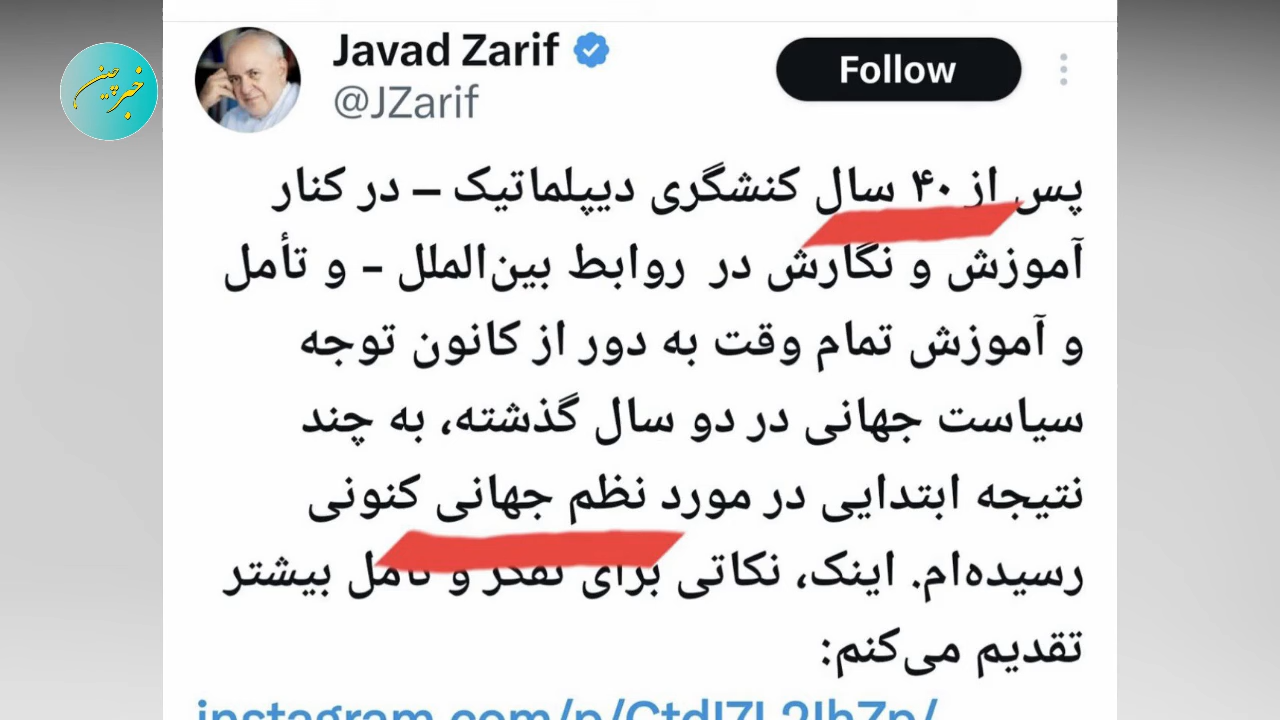 خبرچین
Javad Zarif
Follow
@JZarif
پس از ۴۰ سال کنشگری دیپلماتیک – در کنار
آموزش و نگارش در روابط بین‌الملل - و تأمل
و آموزش تمام وقت به دور از کانون توجه
سیاست جهانی در دو سال گذشته، به چند
نتیجه ابتدایی در مورد نظم جهانی کنونی
رسیده‌ام. اینک، نکاتی برای تفکر و تامل بیشتر
تقدیم می‌کنم: